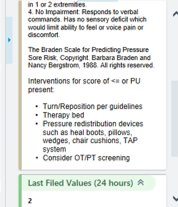 in 1 or 2 extremities
4. No Impairment: Responds to verbal
commands. Has no sensory deficit which
would limit ability to feel or voice pain or
discomfort.
The Braden Scale for Predicting Pressure
Sore Risk, Copyright. Barbara Braden and
Nancy Bergstrom, 1988. All rights reserved.
Interventions for score of <= or PU
present:
• Turn/Reposition per guidelines
• Therapy bed
• Pressure redistribution devices
such as heal boots, pillows,
wedges, chair cushions, TAP
system
• Consider OT/PT screening
Last Filed Values (24 hours)
2